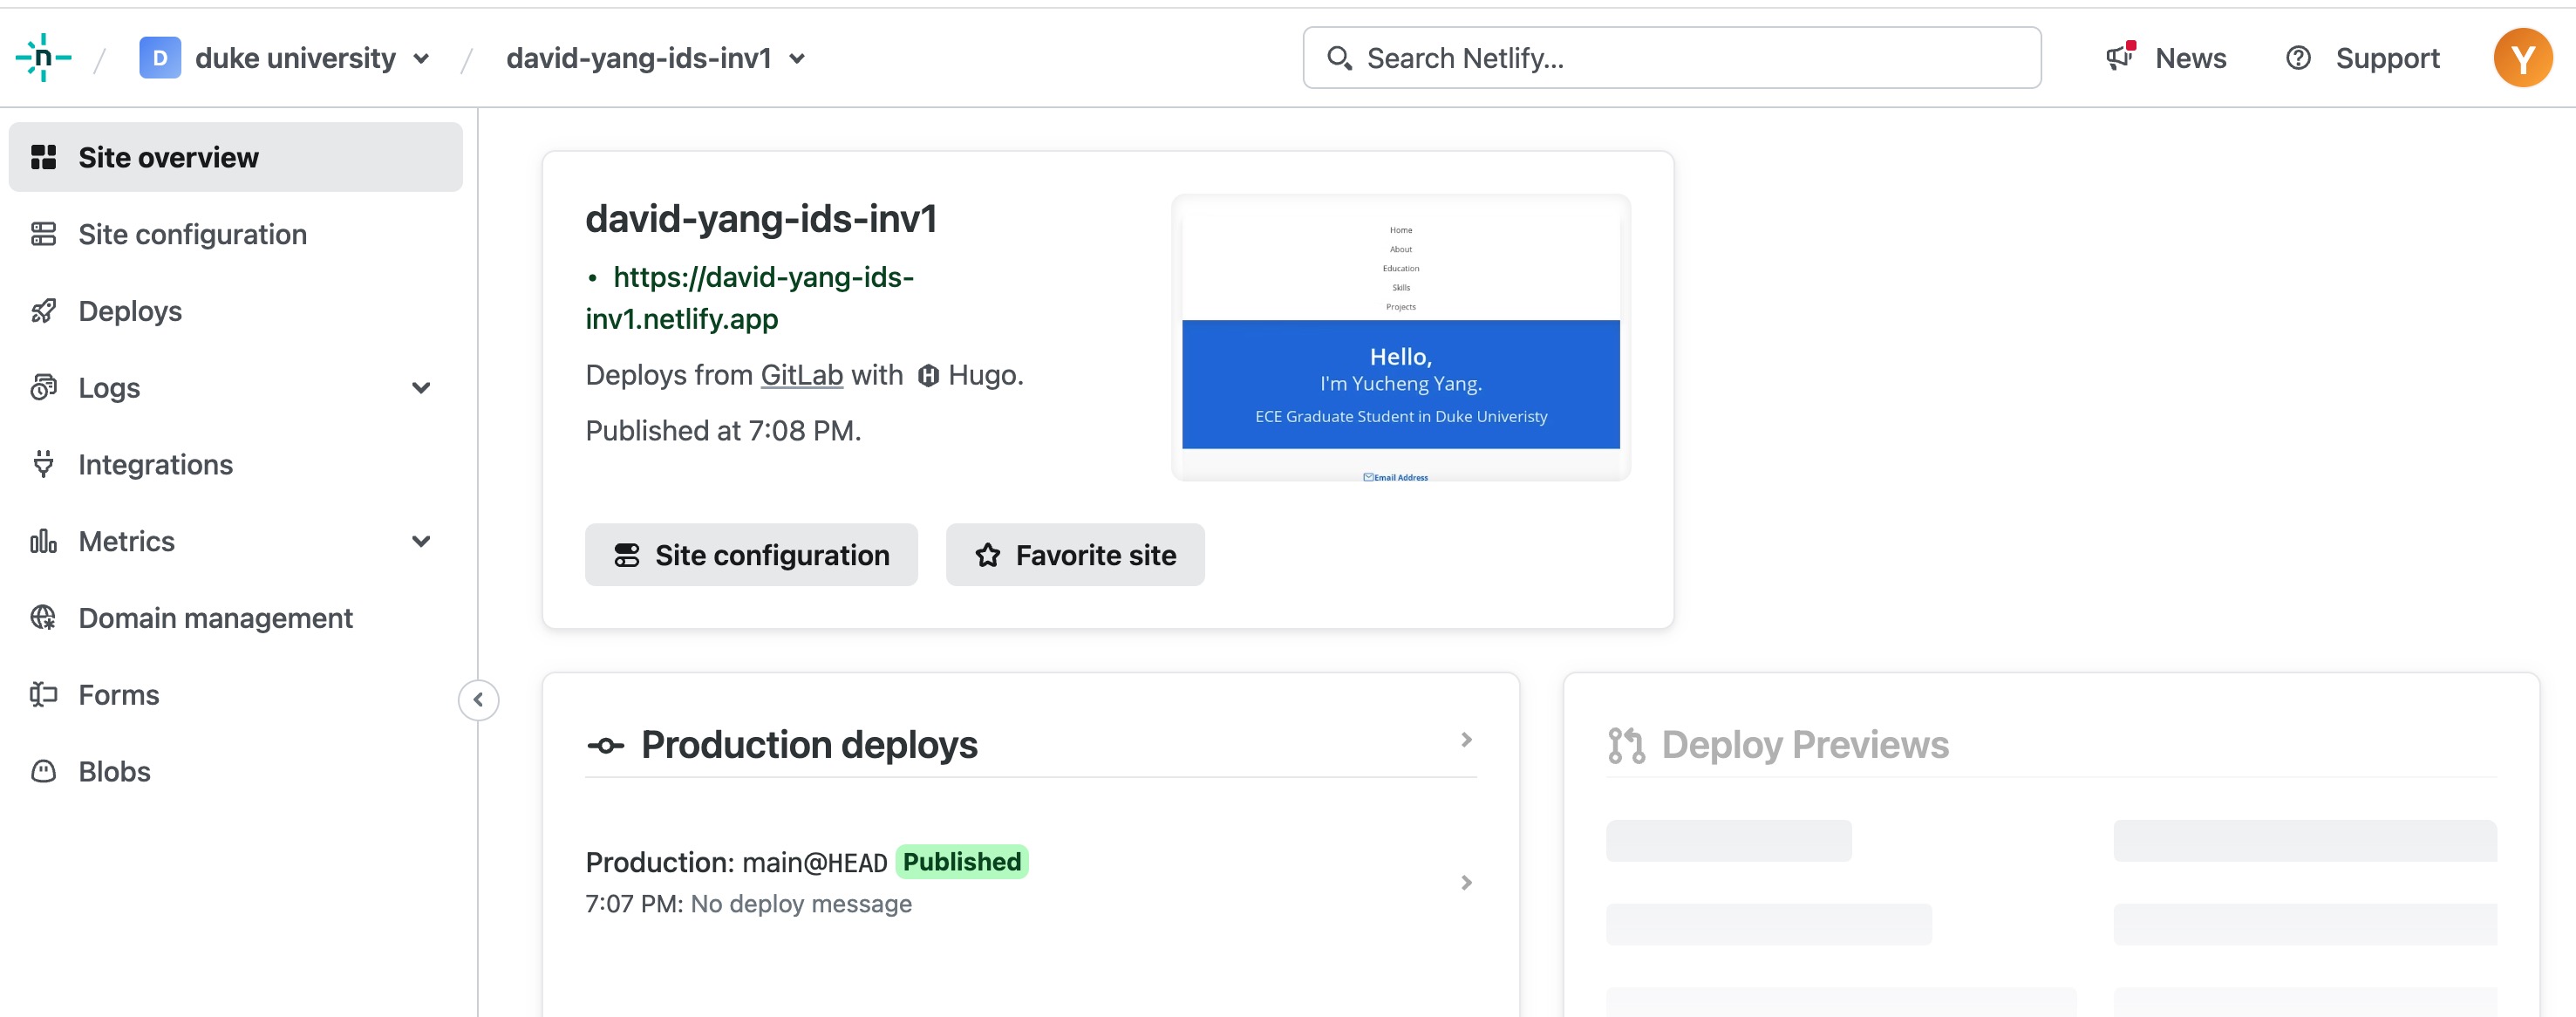 n / D duke university / david-yang-ids-inv1
Search Netlify...
News
Support
Y
Site overview
Site configuration
Deploys
Logs
Integrations
Metrics
Domain management
Forms
Blobs
david-yang-ids-inv1
• https://david-yang-ids-
inv1.netlify.app
Deploys from GitLab with H Hugo.
Published at 7:08 PM.
Home
About
Education
Skills
Projects
Hello,
I'm Yucheng Yang.
ECE Graduate Student in Duke Univeristy
Email Address
Site configuration
Favorite site
Production deploys
Production: main@HEAD Published
7:07 PM: No deploy message
Deploy Previews